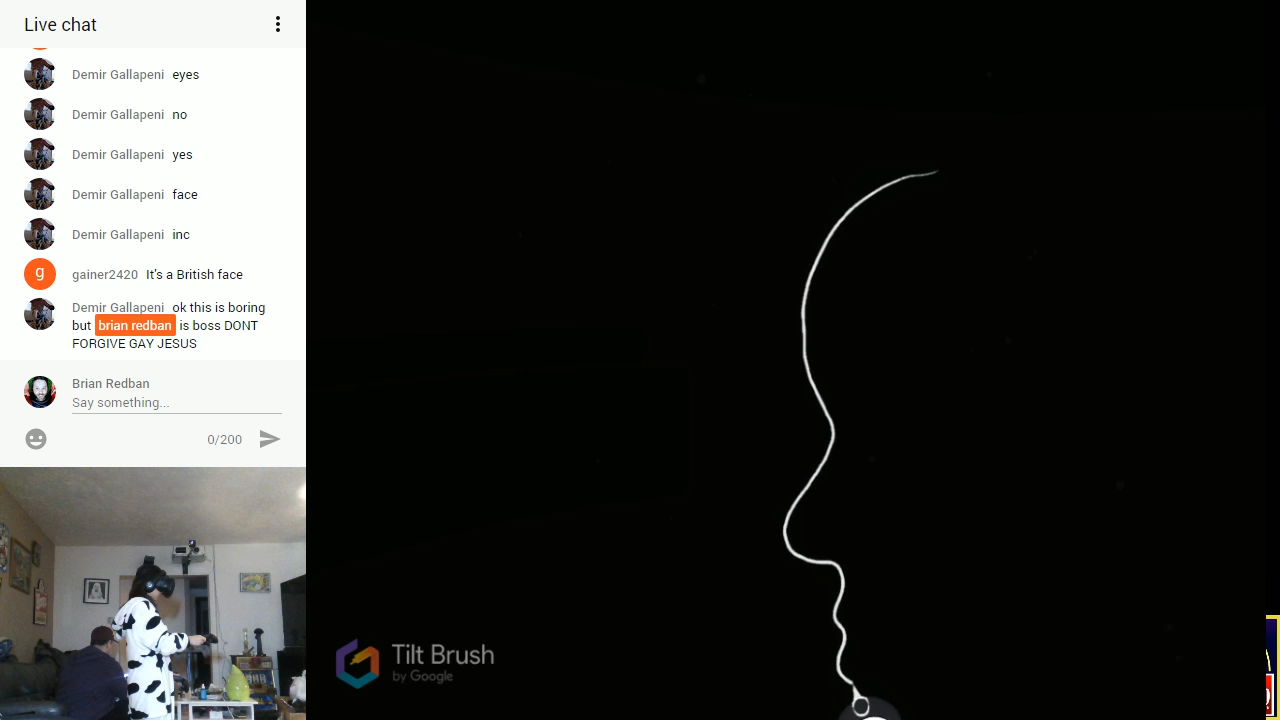 Live chat
Demir Gallapeni eyes
Demir Gallapeni no
Demir Gallapeni yes
Demir Gallapeni face
Demir Gallapeni inc
g
gainer2420 It's a British face
Demir Gallapeni ok this is boring
but brian redban is boss DONT
FORGIVE GAY JESUS
Brian Redban
Say something...
0/200
Tilt Brush
by Google